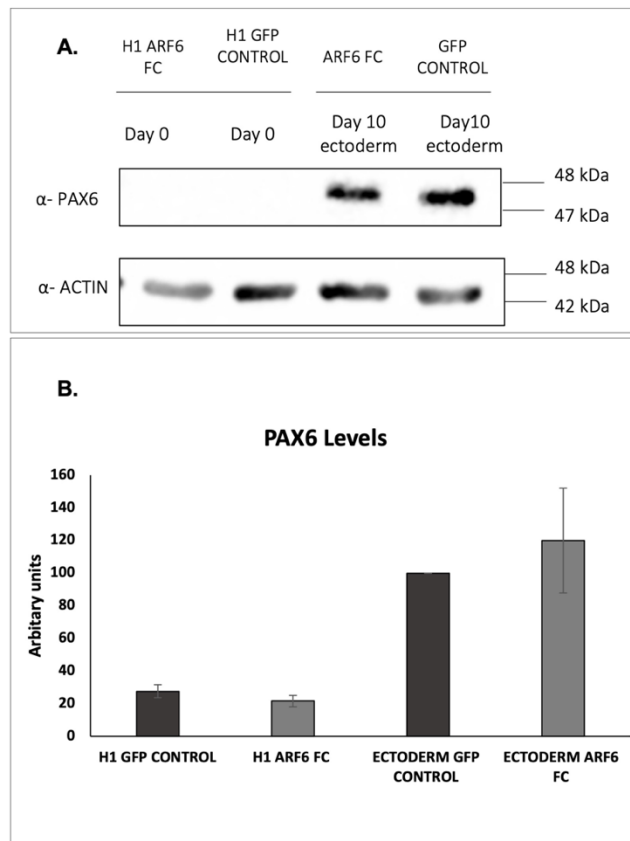 A.
H1 ARF6
FC
H1 GFP
CONTROL
ARF6 FC
GFP
CONTROL
Day 0
Day 0
Day 10
ectoderm
Day10
ectoderm
α- PAX6
48 kDa
47 kDa
α- ACTIN
48 kDa
42 kDa
B.
PAX6 Levels
Arbitary units
160
140
120
100
80
60
40
20
0
H1 GFP CONTROL
H1 ARF6 FC
ECTODERM GFP
CONTROL
ECTODERM ARF6
FC